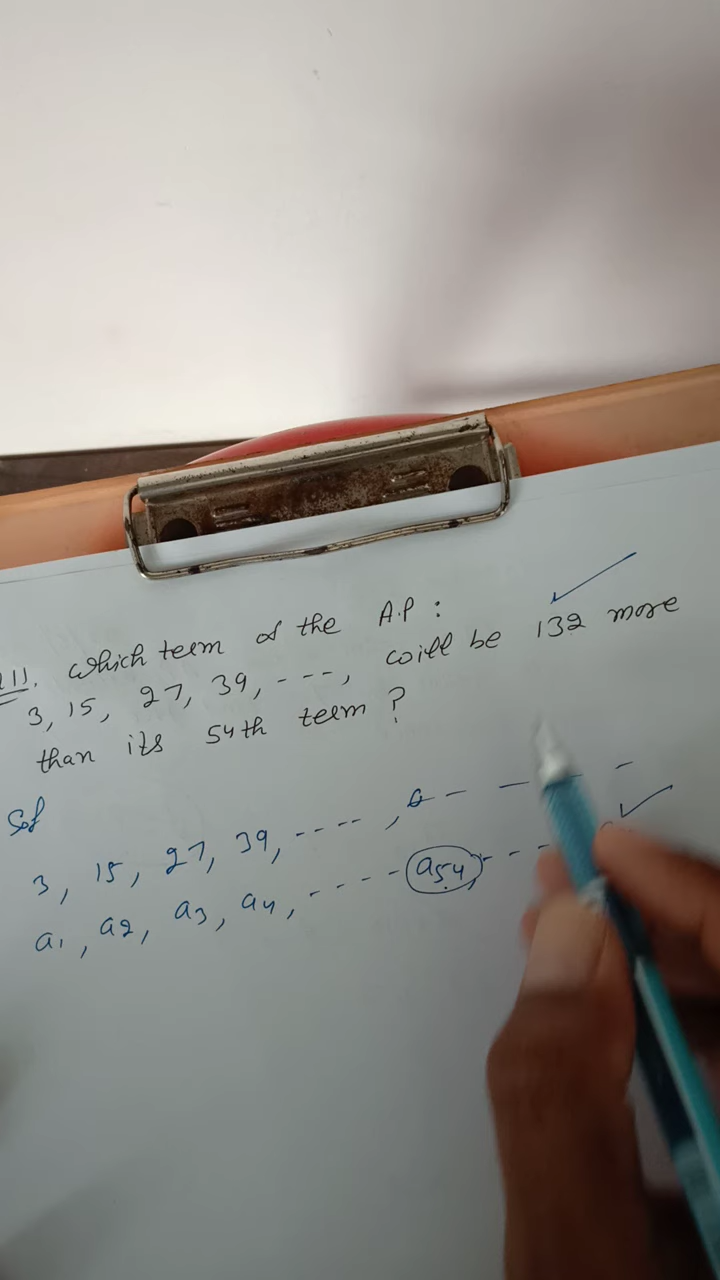 Q11. Which term of the A.P :
3, 15, 27, 39, ---, will be 132 more
than its 54th term ?
Sol
3, 15, 27, 39, ----, a- - - -
a1, a2, a3, a4, ---- a54, - - -